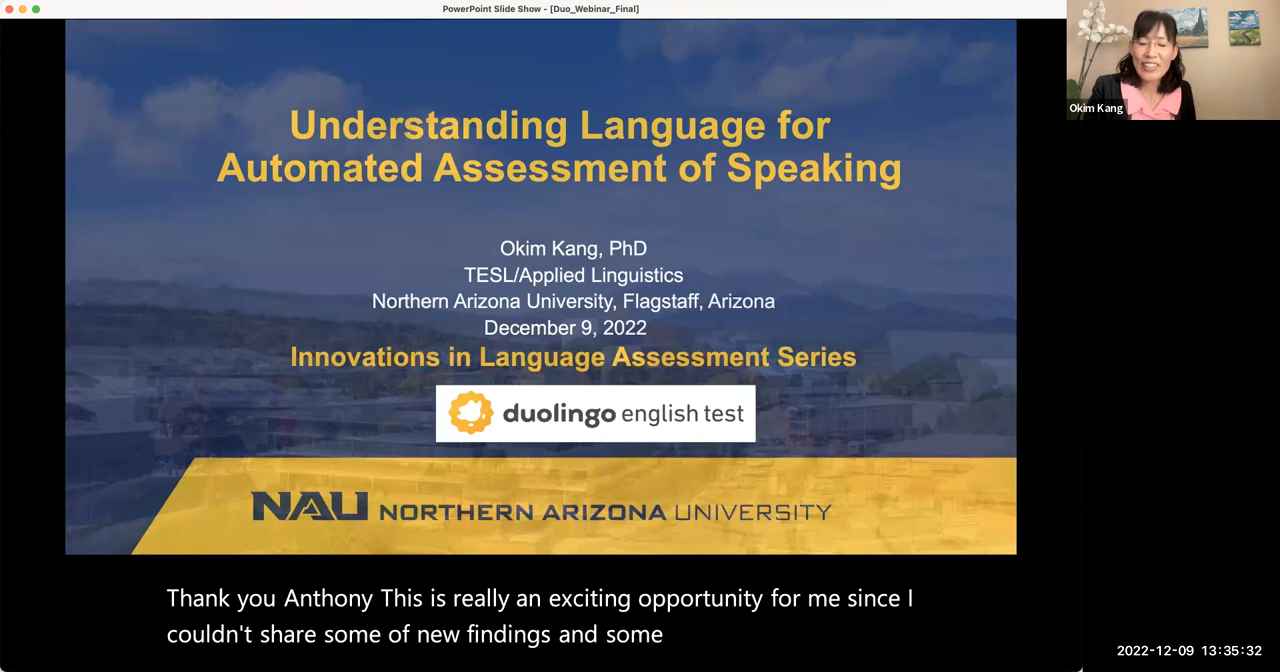 PowerPoint Slide Show - [Duo_Webinar_Final]
Okim Kang
Understanding Language for
Automated Assessment of Speaking
Okim Kang, PhD
TESL/Applied Linguistics
Northern Arizona University, Flagstaff, Arizona
December 9, 2022
Innovations in Language Assessment Series
duolingo english test
NAU NORTHERN ARIZONA UNIVERSITY
Thank you Anthony This is really an exciting opportunity for me since I
couldn't share some of new findings and some
2022-12-09 13:35:32